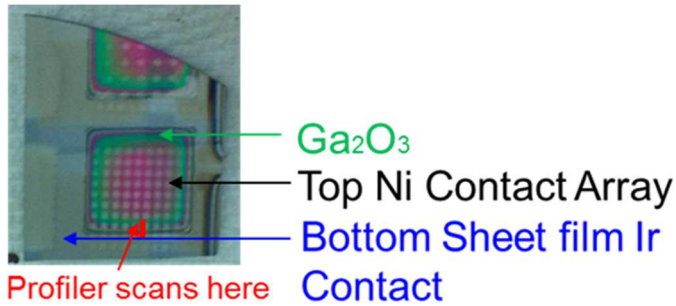 Ga₂O₃
Top Ni Contact Array
Bottom Sheet film Ir
Contact
Profiler scans here